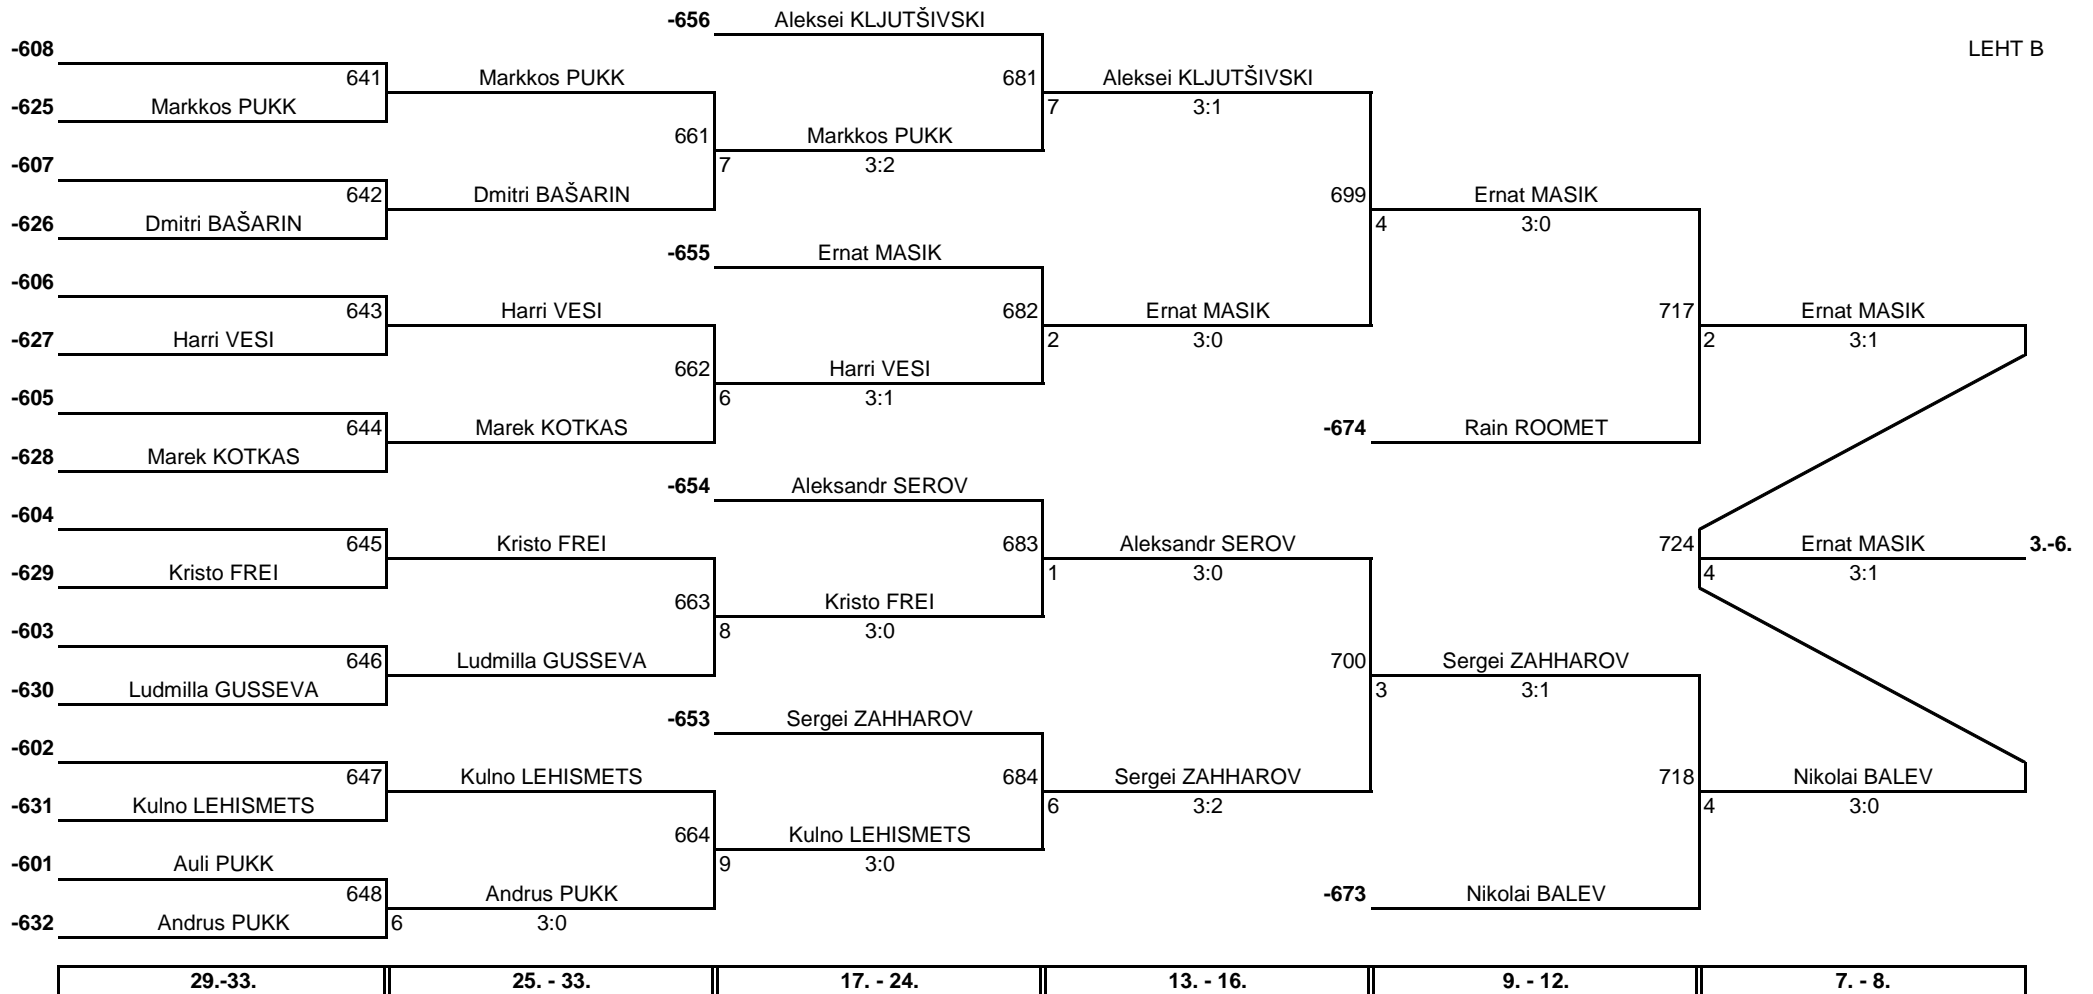 -656 Aleksei KLJUTŠIVSKI
-608 LEHT B
641 Markkos PUKK 681 Aleksei KLJUTŠIVSKI
-625 Markkos PUKK 7 3:1
661 Markkos PUKK
-607 7 3:2
642 Dmitri BAŠARIN 699 Ernat MASIK
-626 Dmitri BAŠARIN 4 3:0
-655 Ernat MASIK
-606
643 Harri VESI 682 Ernat MASIK 717 Ernat MASIK
-627 Harri VESI 2 3:0 2 3:1
662 Harri VESI
-605 6 3:1
644 Marek KOTKAS -674 Rain ROOMET
-628 Marek KOTKAS
-654 Aleksandr SEROV
-604
645 Kristo FREI 683 Aleksandr SEROV 724 Ernat MASIK 3.-6.
-629 Kristo FREI 1 3:0 4 3:1
663 Kristo FREI
-603 8 3:0
646 Ludmilla GUSSEVA 700 Sergei ZAHHAROV
-630 Ludmilla GUSSEVA 3 3:1
-653 Sergei ZAHHAROV
-602
647 Kulno LEHISMETS 684 Sergei ZAHHAROV 718 Nikolai BALEV
-631 Kulno LEHISMETS 6 3:2 4 3:0
664 Kulno LEHISMETS
-601 Auli PUKK 9 3:0
648 Andrus PUKK -673 Nikolai BALEV
-632 Andrus PUKK 6 3:0
29.-33. 25. - 33. 17. - 24. 13. - 16. 9. - 12. 7. - 8.